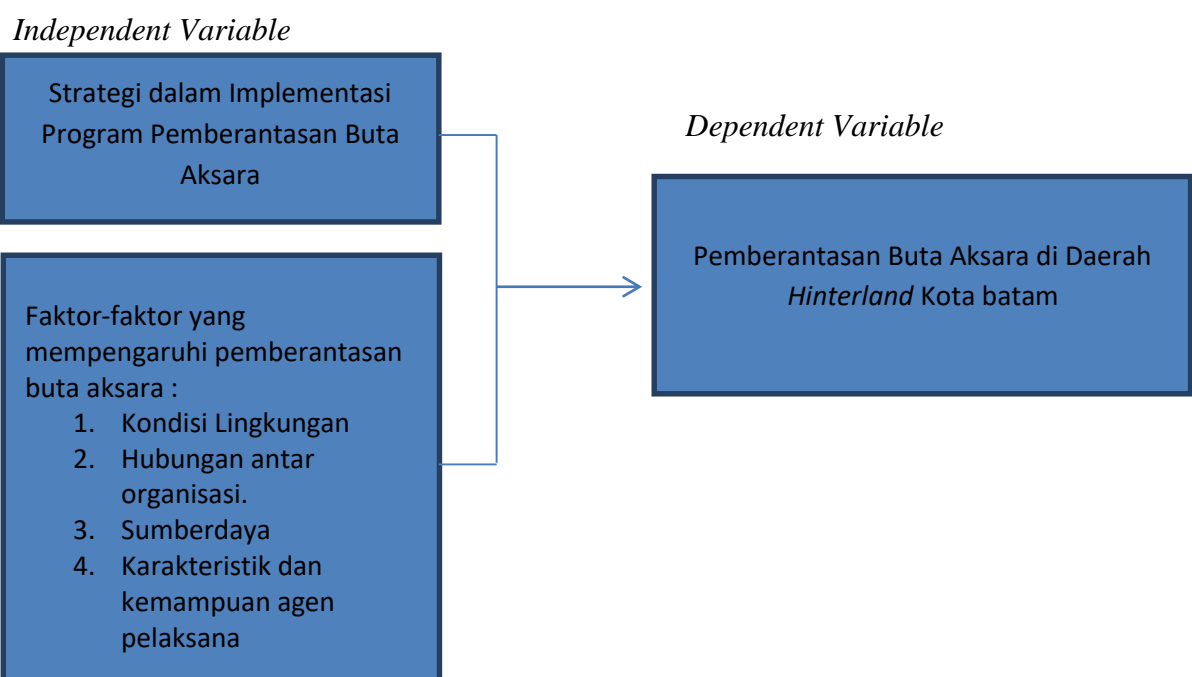 Independent Variable
Strategi dalam Implementasi
Program Pemberantasan Buta
Aksara
Faktor-faktor yang
mempengaruhi pemberantasan
buta aksara :
1. Kondisi Lingkungan
2. Hubungan antar
organisasi.
3. Sumberdaya
4. Karakteristik dan
kemampuan agen
pelaksana
Dependent Variable
Pemberantasan Buta Aksara di Daerah
Hinterland Kota batam